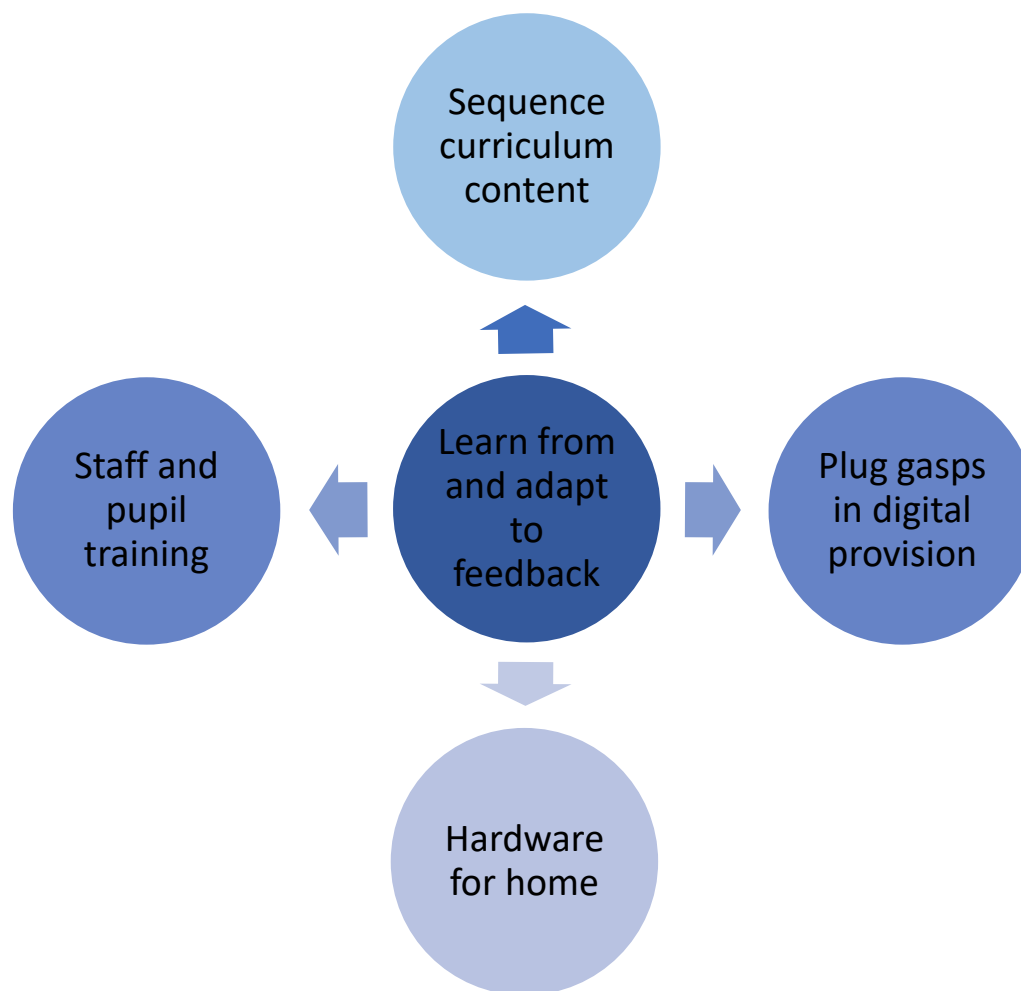 Sequence
curriculum
content
Staff and
pupil
training
Learn from
and adapt
to
feedback
Plug gasps
in digital
provision
Hardware
for home